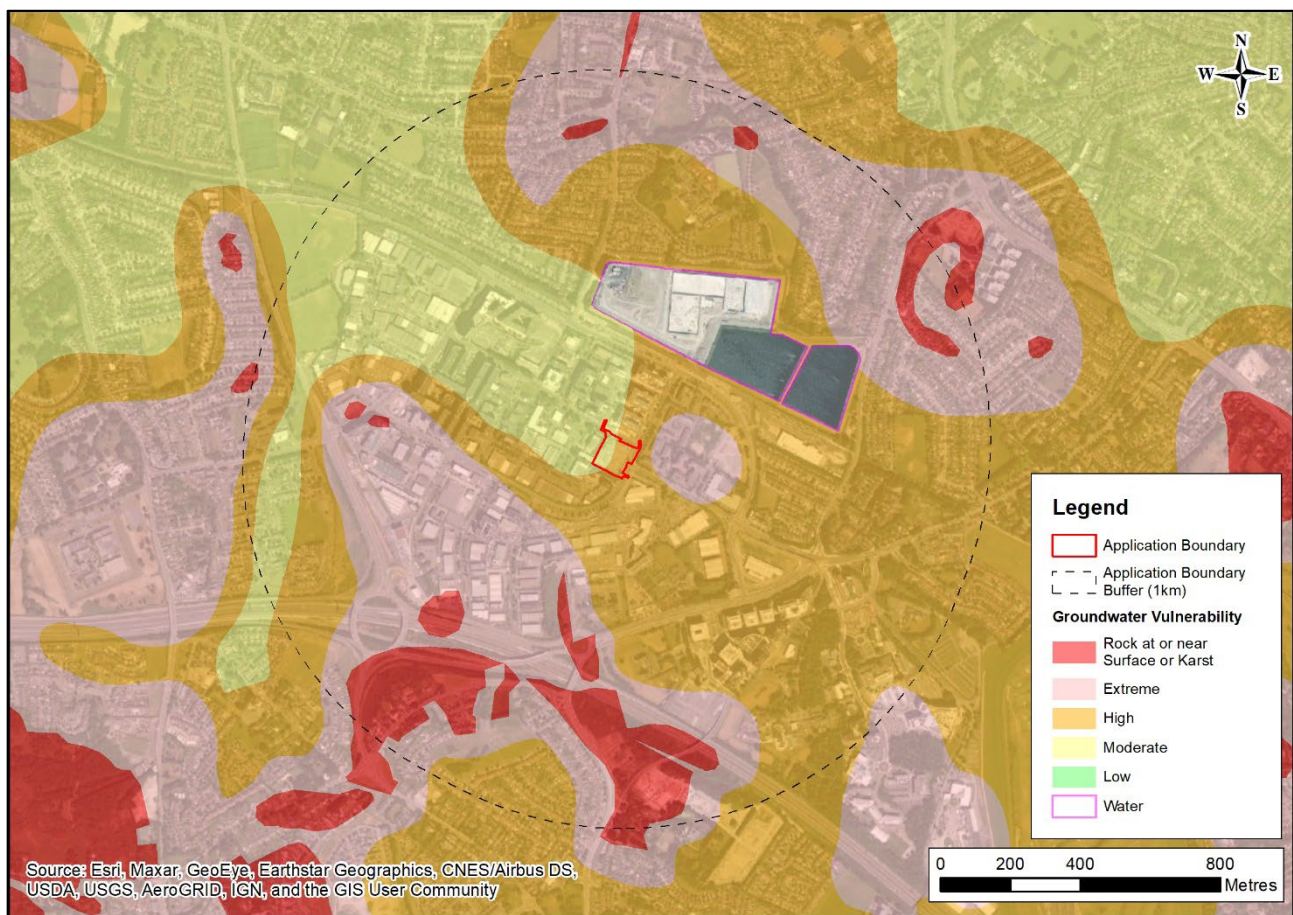 N
W E
S
Legend
Application Boundary
Application Boundary
Buffer (1km)
Groundwater Vulnerability
Rock at or near
Surface or Karst
Extreme
High
Moderate
Low
Water
Source: Esri, Maxar, GeoEye, Earthstar Geographics, CNES/Airbus DS,
USDA, USGS, AeroGRID, IGN, and the GIS User Community
0 200 400 800
Metres